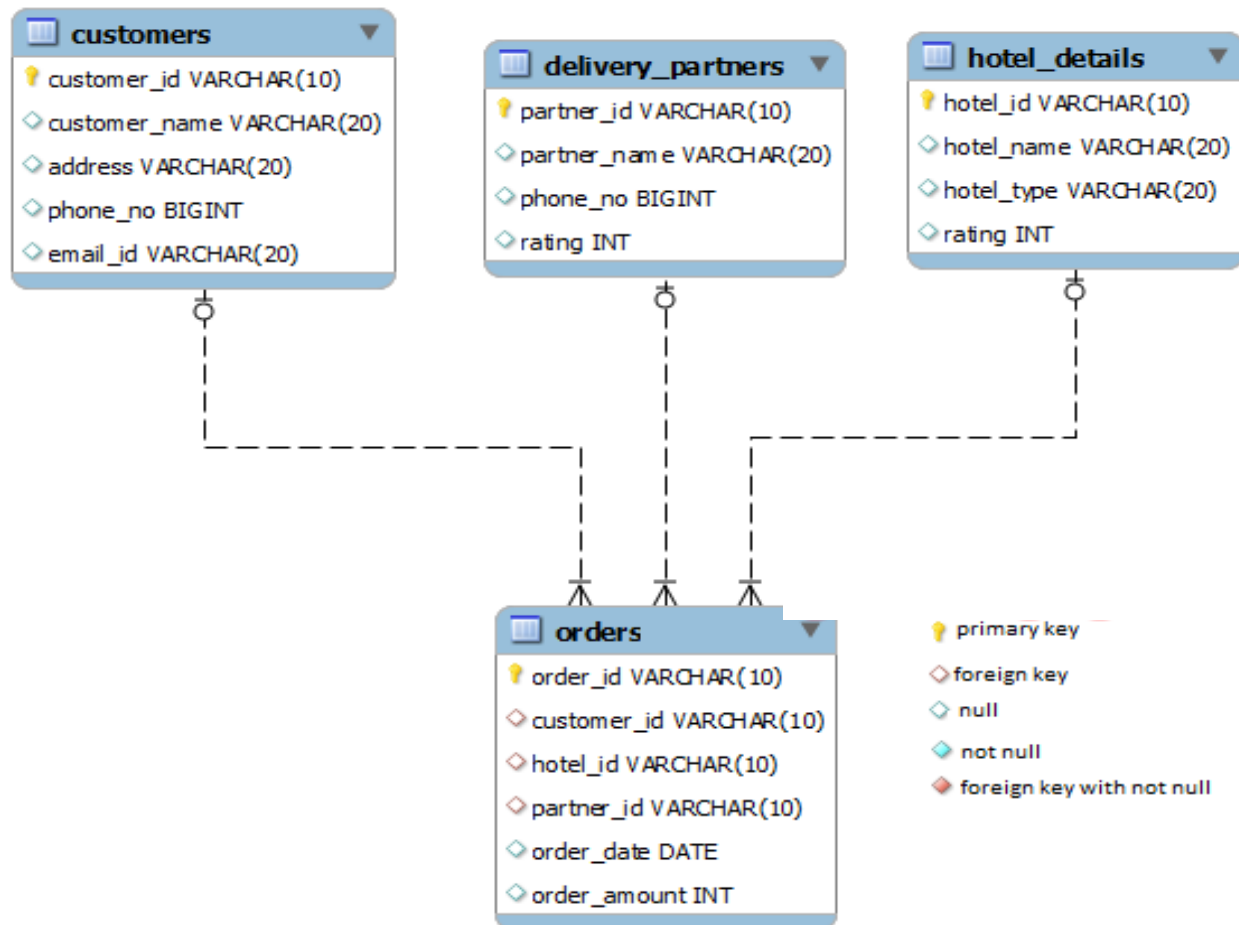 customers
customer_id VARCHAR(10)
customer_name VARCHAR(20)
address VARCHAR(20)
phone_no BIGINT
email_id VARCHAR(20)
delivery_partners
partner_id VARCHAR(10)
partner_name VARCHAR(20)
phone_no BIGINT
rating INT
hotel_details
hotel_id VARCHAR(10)
hotel_name VARCHAR(20)
hotel_type VARCHAR(20)
rating INT
orders
order_id VARCHAR(10)
customer_id VARCHAR(10)
hotel_id VARCHAR(10)
partner_id VARCHAR(10)
order_date DATE
order_amount INT
primary key
foreign key
null
not null
foreign key with not null